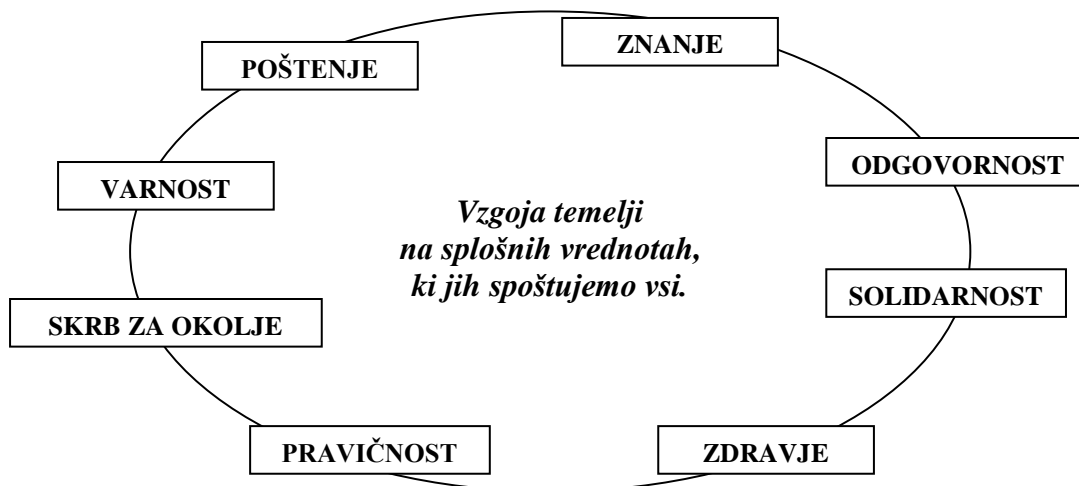 ZNANJE
POŠTENJE
ODGOVORNOST
VARNOST
Vzgoja temelji
na splošnih vrednotah,
ki jih spoštujemo vsi.
SOLIDARNOST
SKRB ZA OKOLJE
PRAVIČNOST
ZDRAVJE